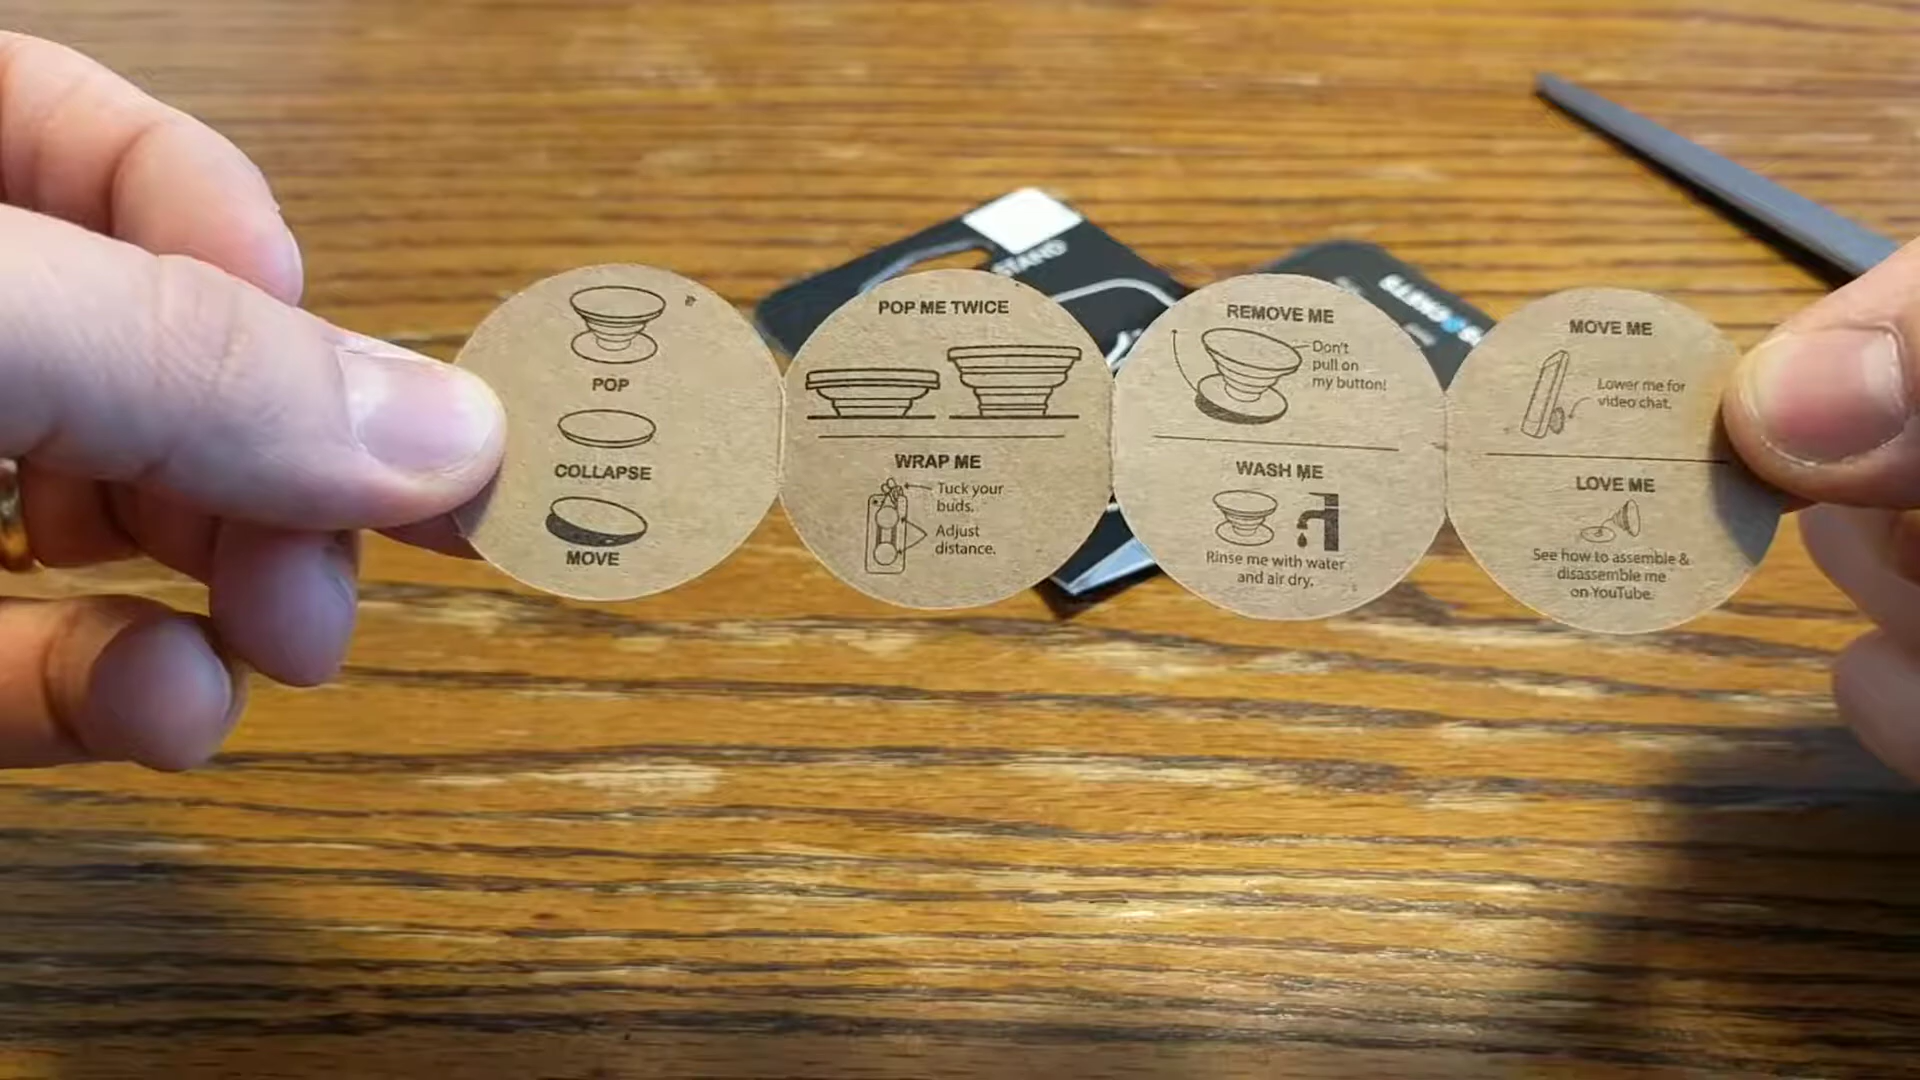 STAND
POP
COLLAPSE
MOVE
POP ME TWICE
WRAP ME
Tuck your
buds.
Adjust
distance.
REMOVE ME
Don't
pull on
my button!
WASH ME
Rinse me with water
and air dry.
MOVE ME
Lower me for
video chat.
LOVE ME
See how to assemble &
disassemble me
on YouTube.